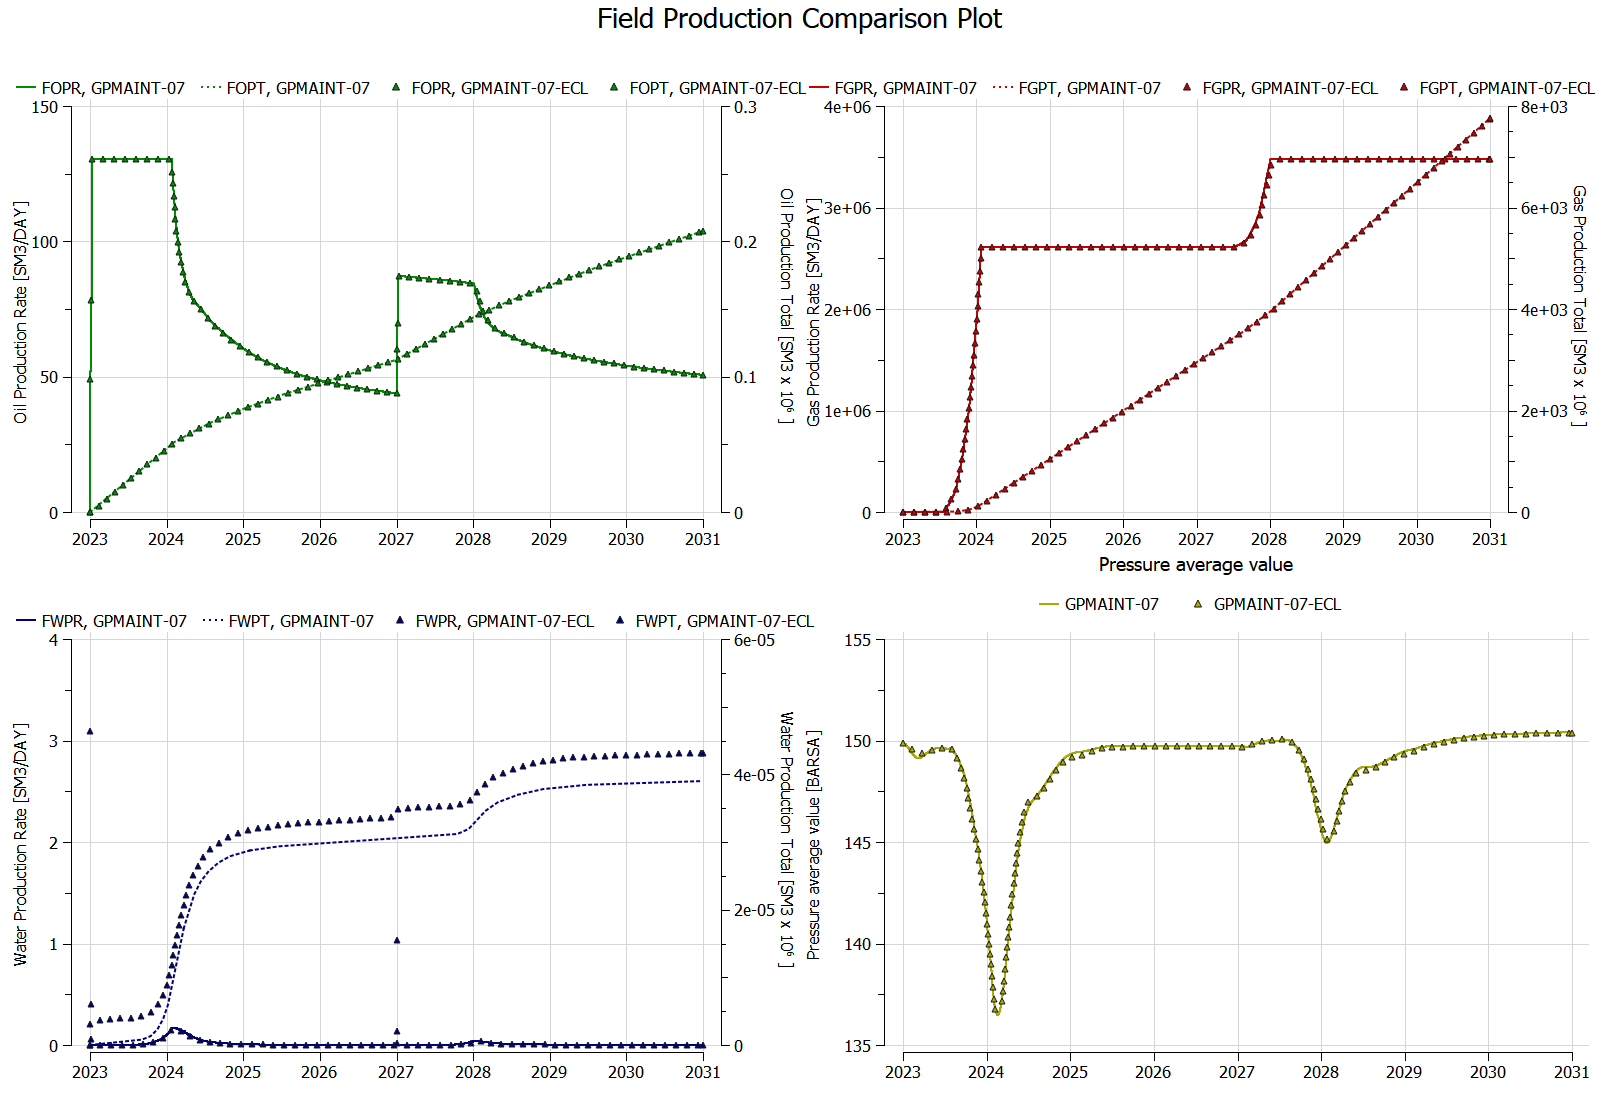 Field Production Comparison Plot
FOPR, GPMAINT-07 FOPT, GPMAINT-07 FOPR, GPMAINT-07-ECL FOPT, GPMAINT-07-ECL
150
100
50
0
Oil Production Rate [SM3/DAY]
0.3
0.2
0.1
0
Oil Production Total [SM3 x 10⁶ ]
2023 2024 2025 2026 2027 2028 2029 2030 2031
FGPR, GPMAINT-07 FGPT, GPMAINT-07 FGPR, GPMAINT-07-ECL FGPT, GPMAINT-07-ECL
4e+06
3e+06
2e+06
1e+06
0
Gas Production Rate [SM3/DAY]
8e+03
6e+03
4e+03
2e+03
0
Gas Production Total [SM3 x 10⁶ ]
2023 2024 2025 2026 2027 2028 2029 2030 2031
FWPR, GPMAINT-07 FWPT, GPMAINT-07 FWPR, GPMAINT-07-ECL FWPT, GPMAINT-07-ECL
4
3
2
1
0
Water Production Rate [SM3/DAY]
6e-05
4e-05
2e-05
0
Water Production Total [SM3 x 10⁶ ]
2023 2024 2025 2026 2027 2028 2029 2030 2031
Pressure average value
GPMAINT-07 GPMAINT-07-ECL
155
150
145
140
135
Pressure average value [BARSA]
2023 2024 2025 2026 2027 2028 2029 2030 2031